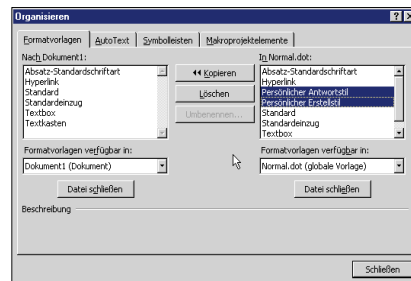 Organisieren
Formatvorlagen AutoText Symbolleisten Makroprojektelemente
Nach Dokument1:
Absatz-Standardschriftart
Hyperlink
Standard
Standardeinzug
Textbox
Textkasten
Kopieren
Löschen
Umbenennen...
In Normal.dot:
Absatz-Standardschriftart
Hyperlink
Persönlicher Antwortstil
Persönlicher Erstellstil
Standard
Standardeinzug
Textbox
Formatvorlagen verfügbar in:
Dokument1 (Dokument)
Datei schließen
Formatvorlagen verfügbar in:
Normal.dot (globale Vorlage)
Datei schließen
Beschreibung
Schließen